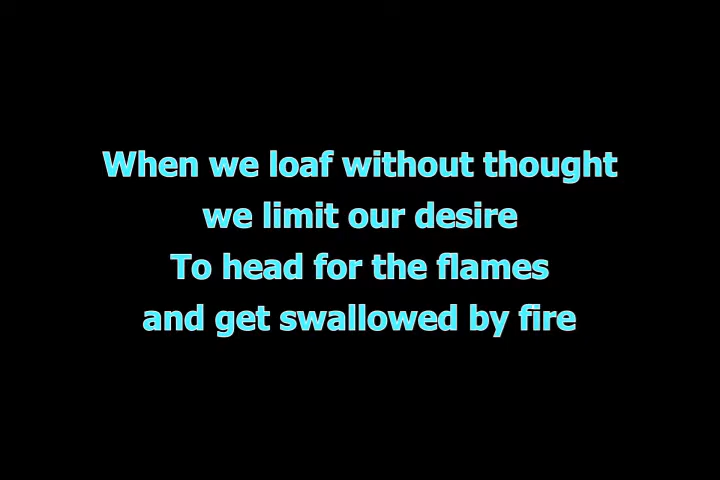 When we loaf without thought
we limit our desire
To head for the flames
and get swallowed by fire